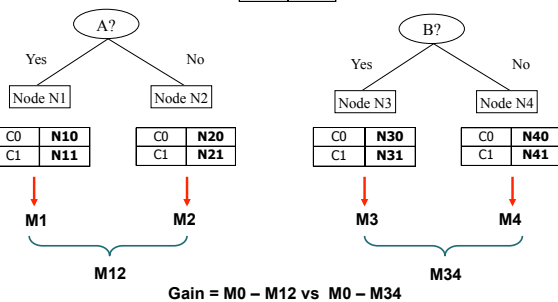 A? B?
Yes No Yes No
Node N1 Node N2 Node N3 Node N4
C0 N10 C0 N20 C0 N30 C0 N40
C1 N11 C1 N21 C1 N31 C1 N41
M1 M2 M3 M4
M12 M34
Gain = M0 – M12 vs M0 – M34